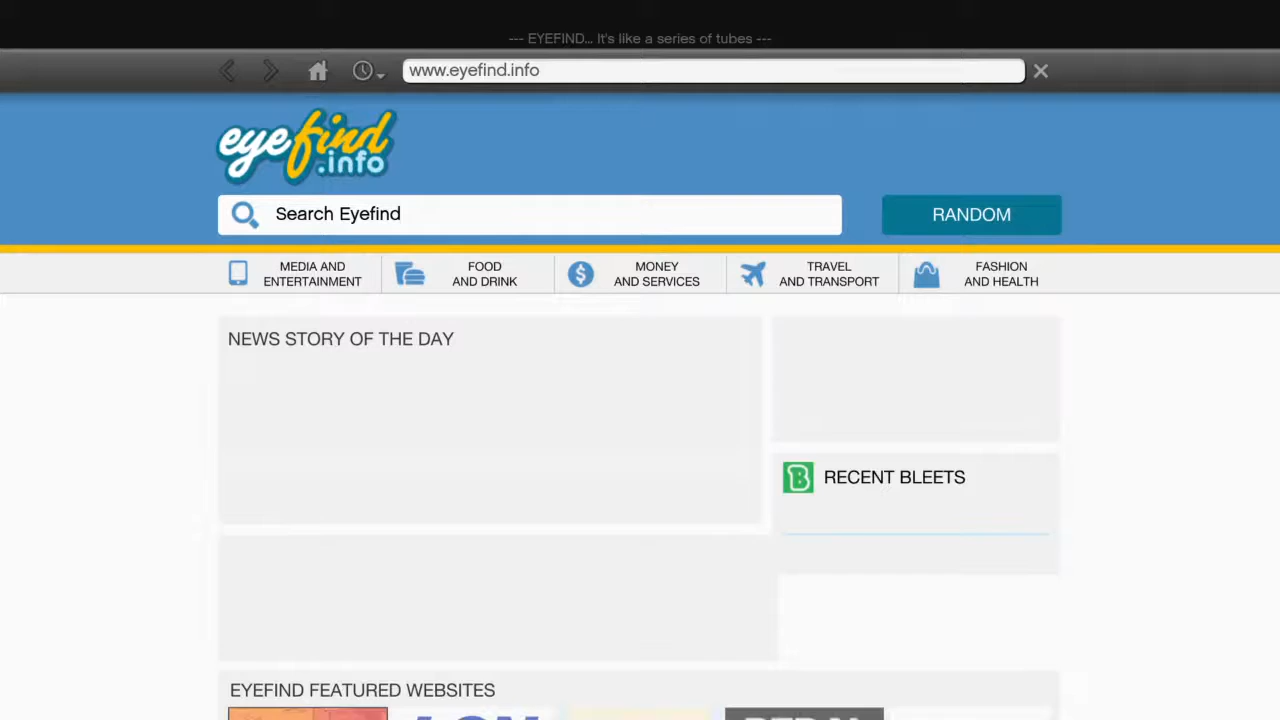 --- EYEFIND... It's like a series of tubes ---
www.eyefind.info
eyefind
.info
Search Eyefind
RANDOM
MEDIA AND
ENTERTAINMENT
FOOD
AND DRINK
MONEY
AND SERVICES
TRAVEL
AND TRANSPORT
FASHION
AND HEALTH
NEWS STORY OF THE DAY
B
RECENT BLEETS
EYEFIND FEATURED WEBSITES